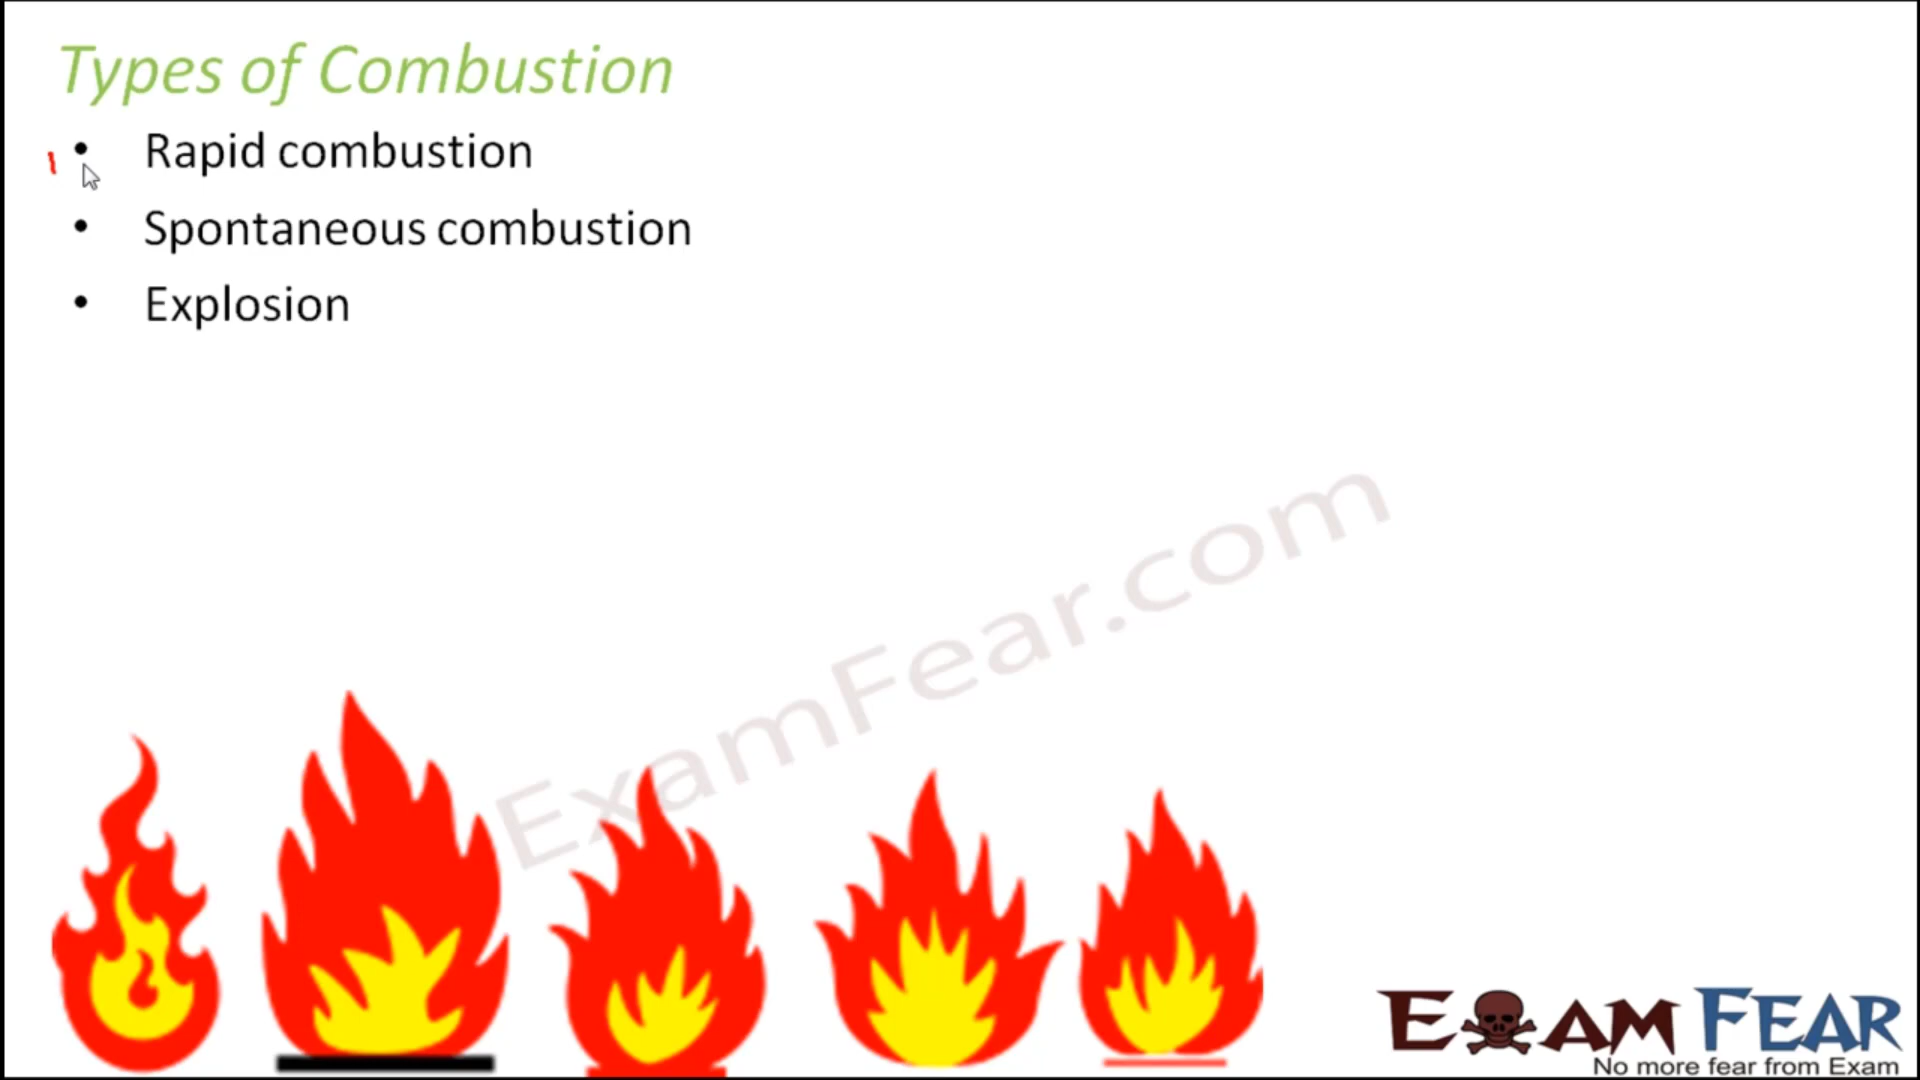 Types of Combustion
• Rapid combustion
• Spontaneous combustion
• Explosion
ExamFear.com
EXAM FEAR
No more fear from Exam